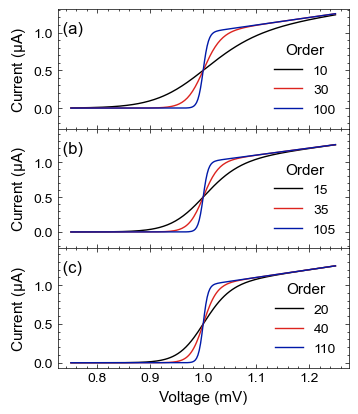 (a)
Current (μA)
1.0
0.5
0.0
Order
10
30
100
(b)
Current (μA)
1.0
0.5
0.0
Order
15
35
105
(c)
Current (μA)
1.0
0.5
0.0
Order
20
40
110
0.8 0.9 1.0 1.1 1.2
Voltage (mV)